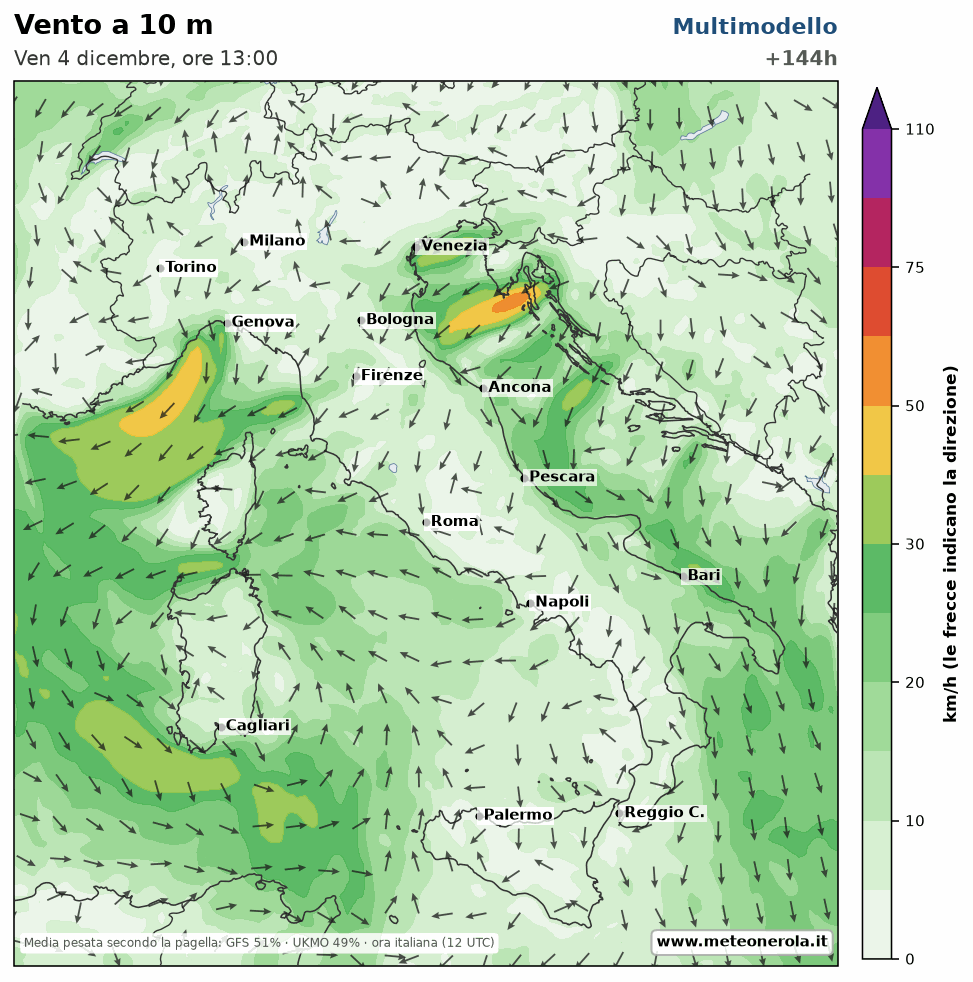 Vento a 10 m
Multimodello
Ven 4 dicembre, ore 13:00
+144h
110
75
50
30
20
10
0
km/h (le frecce indicano la direzione)
Venezia
Milano
Torino
Bologna
Genova
Firenze
Ancona
Pescara
Roma
Bari
Napoli
Cagliari
Palermo
Reggio C.
Media pesata secondo la pagella: GFS 51% · UKMO 49% · ora italiana (12 UTC)
www.meteonerola.it